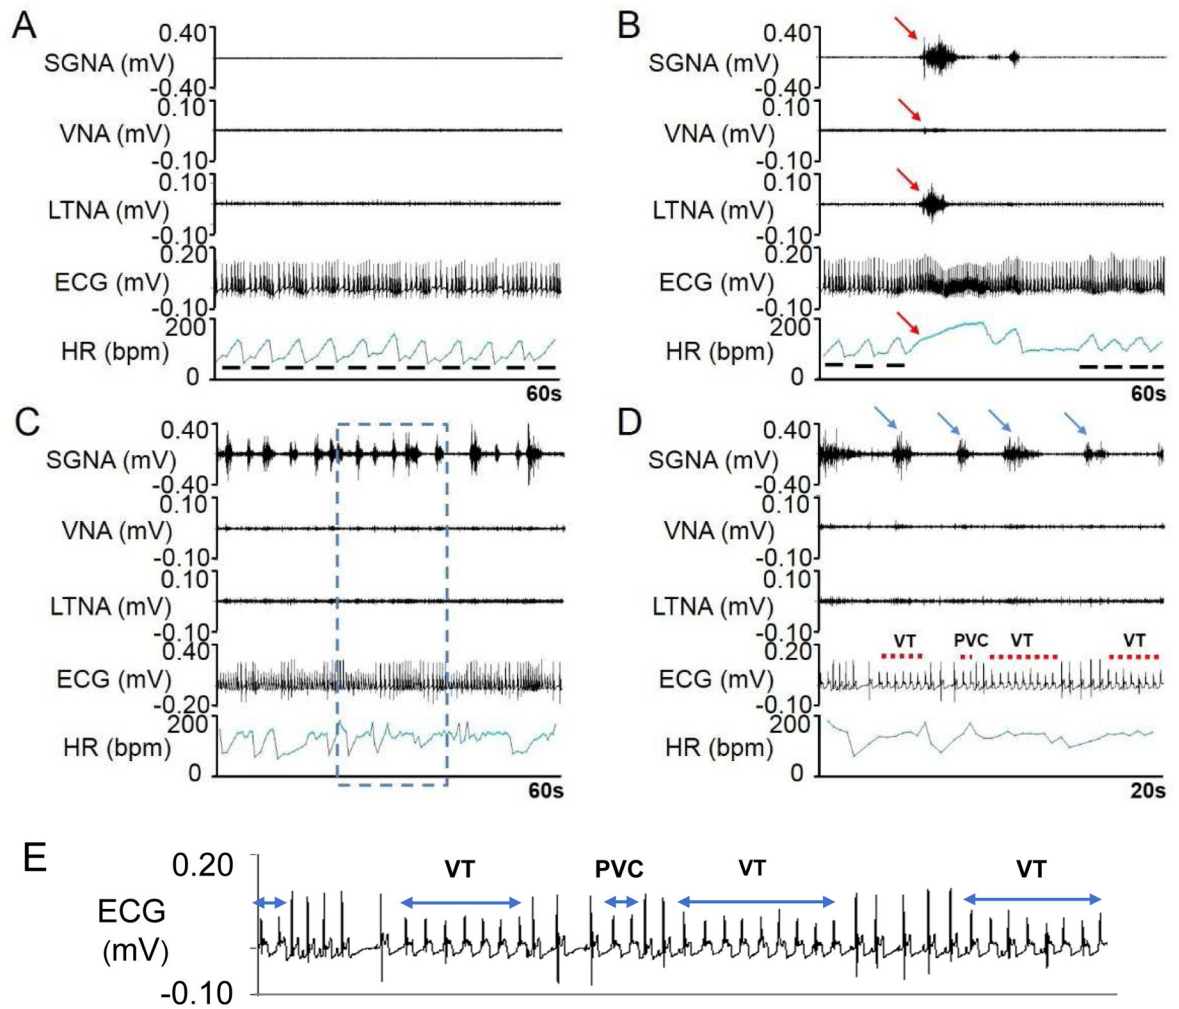 A
0.40
SGNA (mV)
-0.40
0.10
VNA (mV)
-0.10
0.10
LTNA (mV)
-0.10
0.20
ECG (mV)
-0.10
200
HR (bpm)
0
60s
B
0.40
SGNA (mV)
-0.40
0.10
VNA (mV)
-0.10
0.10
LTNA (mV)
-0.10
0.20
ECG (mV)
-0.10
200
HR (bpm)
0
60s
C
0.40
SGNA (mV)
-0.40
0.10
VNA (mV)
-0.10
0.10
LTNA (mV)
-0.10
0.40
ECG (mV)
-0.20
200
HR (bpm)
0
60s
D
0.40
SGNA (mV)
-0.40
0.10
VNA (mV)
-0.10
0.10
LTNA (mV)
-0.10
VT PVC VT VT
0.20
ECG (mV)
-0.10
200
HR (bpm)
0
20s
E
0.20
VT PVC VT VT
ECG
(mV)
-0.10